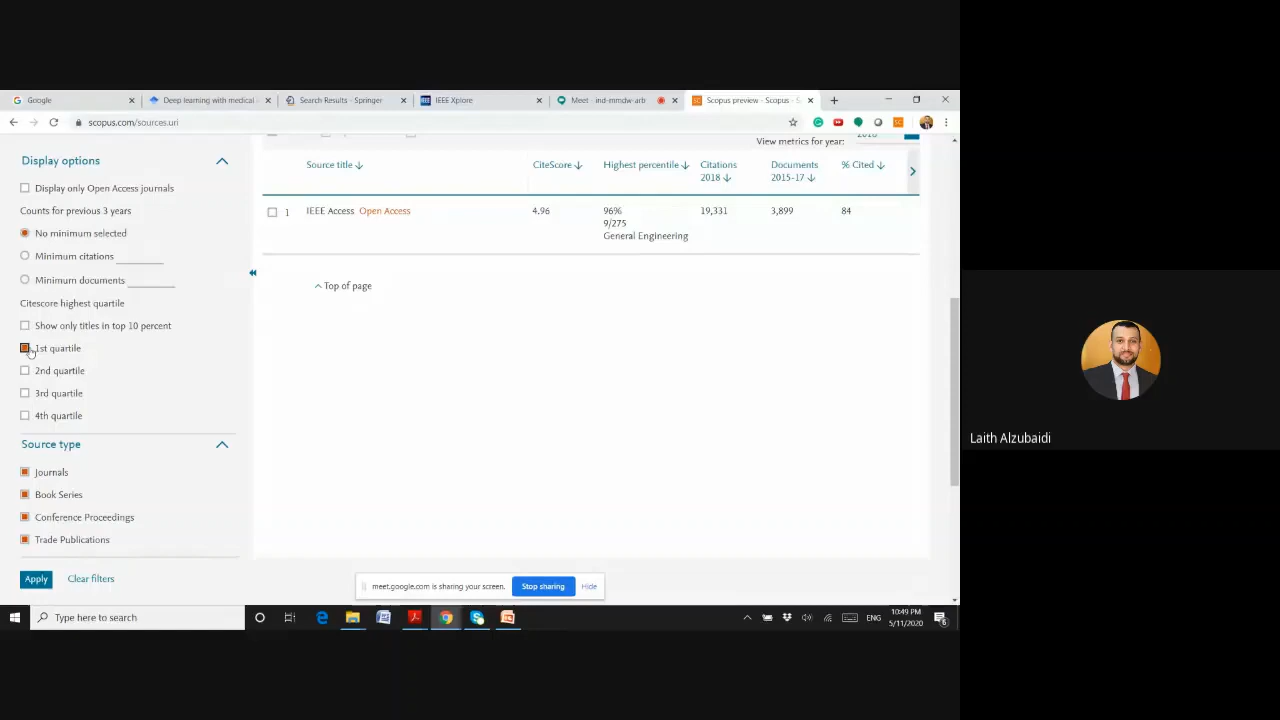 Google
Deep learning with medical
Search Results - Springer
IEEE Xplore
Meet - ind-mmdw-arb
Scopus preview - Scopus - S
scopus.com/sources.uri
Display options
Display only Open Access journals
Counts for previous 3 years
No minimum selected
Minimum citations
Minimum documents
Citescore highest quartile
Show only titles in top 10 percent
1st quartile
2nd quartile
3rd quartile
4th quartile
Source type
Journals
Book Series
Conference Proceedings
Trade Publications
Apply Clear filters
View metrics for year:
Source title CiteScore Highest percentile Citations 2018 Documents 2015-17 % Cited
1 IEEE Access Open Access 4.96 96% 19,331 3,899 84
9/275
General Engineering
Top of page
meet.google.com is sharing your screen. Stop sharing Hide
Laith Alzubaidi
Type here to search
ENG
10:49 PM
5/11/2020
6